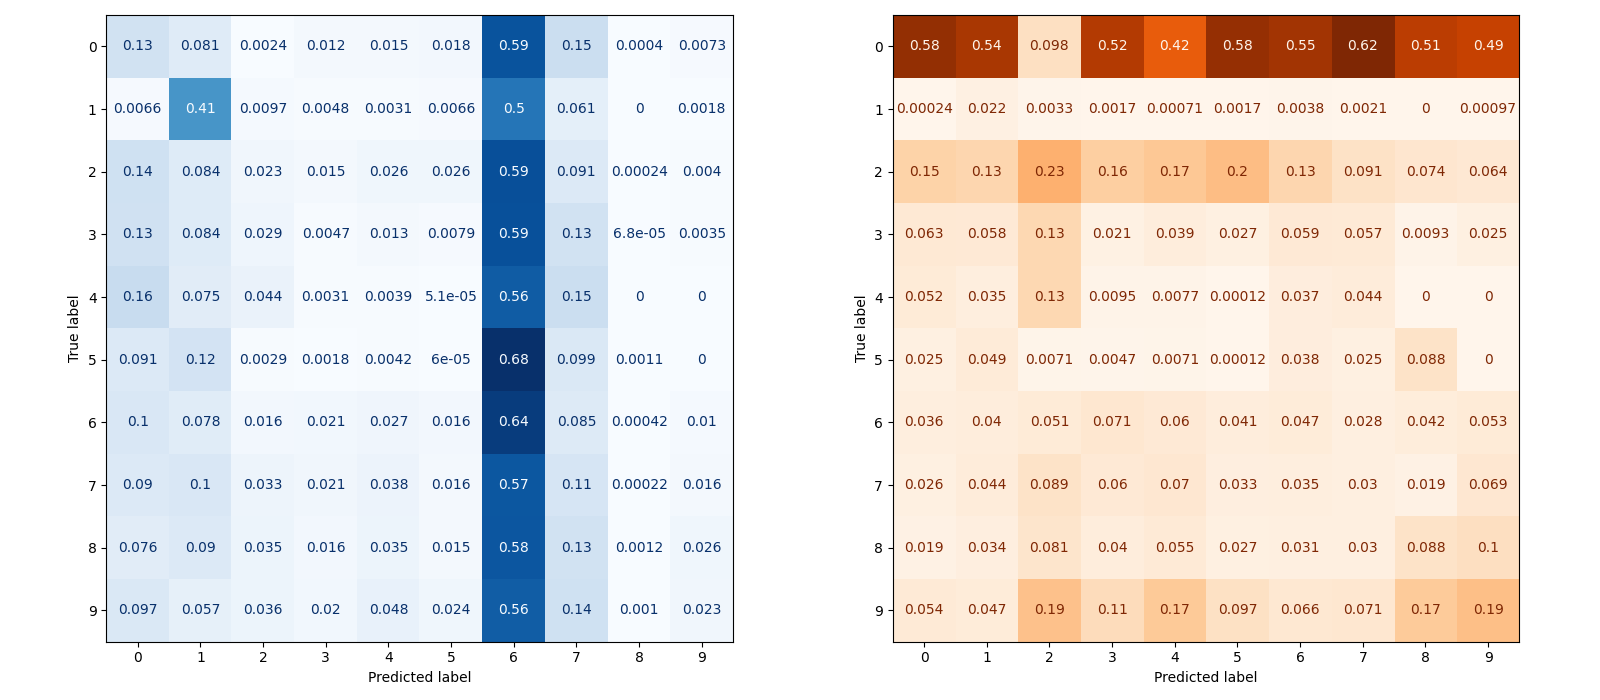 0 0.13 0.081 0.0024 0.012 0.015 0.018 0.59 0.15 0.0004 0.0073
1 0.0066 0.41 0.0097 0.0048 0.0031 0.0066 0.5 0.061 0 0.0018
2 0.14 0.084 0.023 0.015 0.026 0.026 0.59 0.091 0.00024 0.004
3 0.13 0.084 0.029 0.0047 0.013 0.0079 0.59 0.13 6.8e-05 0.0035
4 0.16 0.075 0.044 0.0031 0.0039 5.1e-05 0.56 0.15 0 0
5 0.091 0.12 0.0029 0.0018 0.0042 6e-05 0.68 0.099 0.0011 0
6 0.1 0.078 0.016 0.021 0.027 0.016 0.64 0.085 0.00042 0.01
7 0.09 0.1 0.033 0.021 0.038 0.016 0.57 0.11 0.00022 0.016
8 0.076 0.09 0.035 0.016 0.035 0.015 0.58 0.13 0.0012 0.026
9 0.097 0.057 0.036 0.02 0.048 0.024 0.56 0.14 0.001 0.023
0 1 2 3 4 5 6 7 8 9
Predicted label
True label
0 0.58 0.54 0.098 0.52 0.42 0.58 0.55 0.62 0.51 0.49
1 0.00024 0.022 0.0033 0.0017 0.00071 0.0017 0.0038 0.0021 0 0.00097
2 0.15 0.13 0.23 0.16 0.17 0.2 0.13 0.091 0.074 0.064
3 0.063 0.058 0.13 0.021 0.039 0.027 0.059 0.057 0.0093 0.025
4 0.052 0.035 0.13 0.0095 0.0077 0.00012 0.037 0.044 0 0
5 0.025 0.049 0.0071 0.0047 0.0071 0.00012 0.038 0.025 0.088 0
6 0.036 0.04 0.051 0.071 0.06 0.041 0.047 0.028 0.042 0.053
7 0.026 0.044 0.089 0.06 0.07 0.033 0.035 0.03 0.019 0.069
8 0.019 0.034 0.081 0.04 0.055 0.027 0.031 0.03 0.088 0.1
9 0.054 0.047 0.19 0.11 0.17 0.097 0.066 0.071 0.17 0.19
0 1 2 3 4 5 6 7 8 9
Predicted label
True label